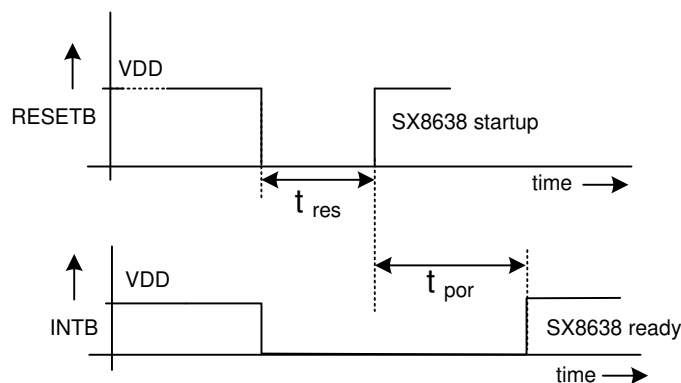 VDD
RESETB
SX8638 startup
time
t res
VDD
t por
INTB
SX8638 ready
time